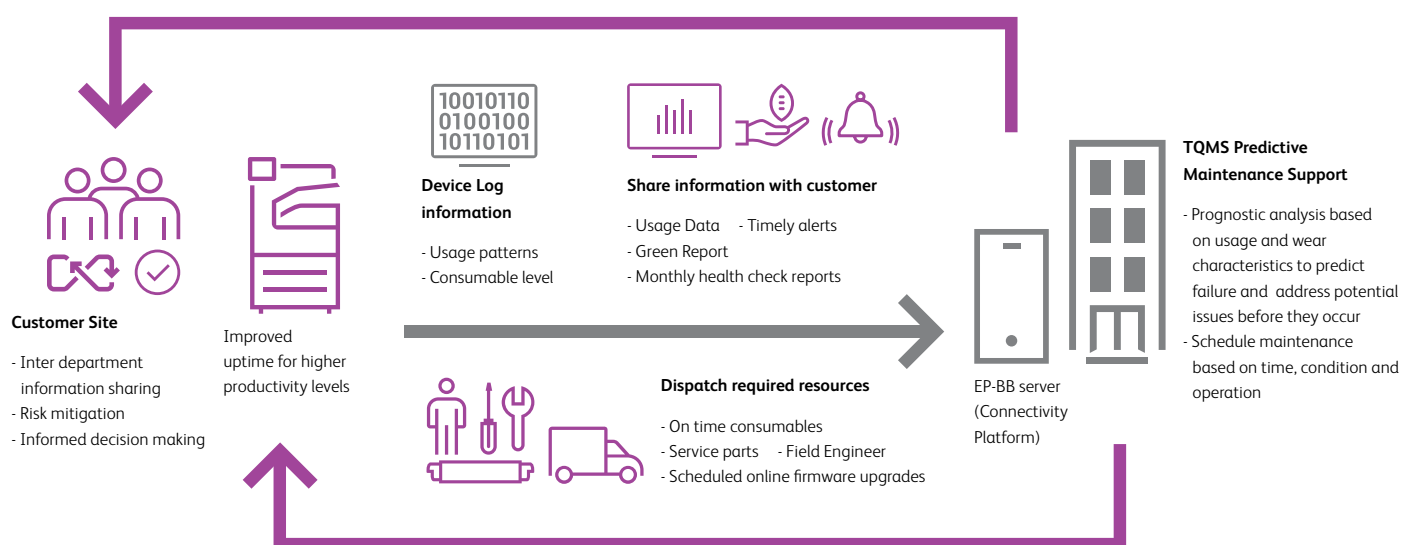 10010110
0100100
10110101
Device Log
information
- Usage patterns
- Consumable level
Share information with customer
- Usage Data - Timely alerts
- Green Report
- Monthly health check reports
TQMS Predictive
Maintenance Support
- Prognostic analysis based
on usage and wear
characteristics to predict
failure and address potential
issues before they occur
- Schedule maintenance
based on time, condition and
operation
Customer Site
- Inter department
information sharing
- Risk mitigation
- Informed decision making
Improved
uptime for higher
productivity levels
Dispatch required resources
- On time consumables
- Service parts - Field Engineer
- Scheduled online firmware upgrades
EP-BB server
(Connectivity
Platform)